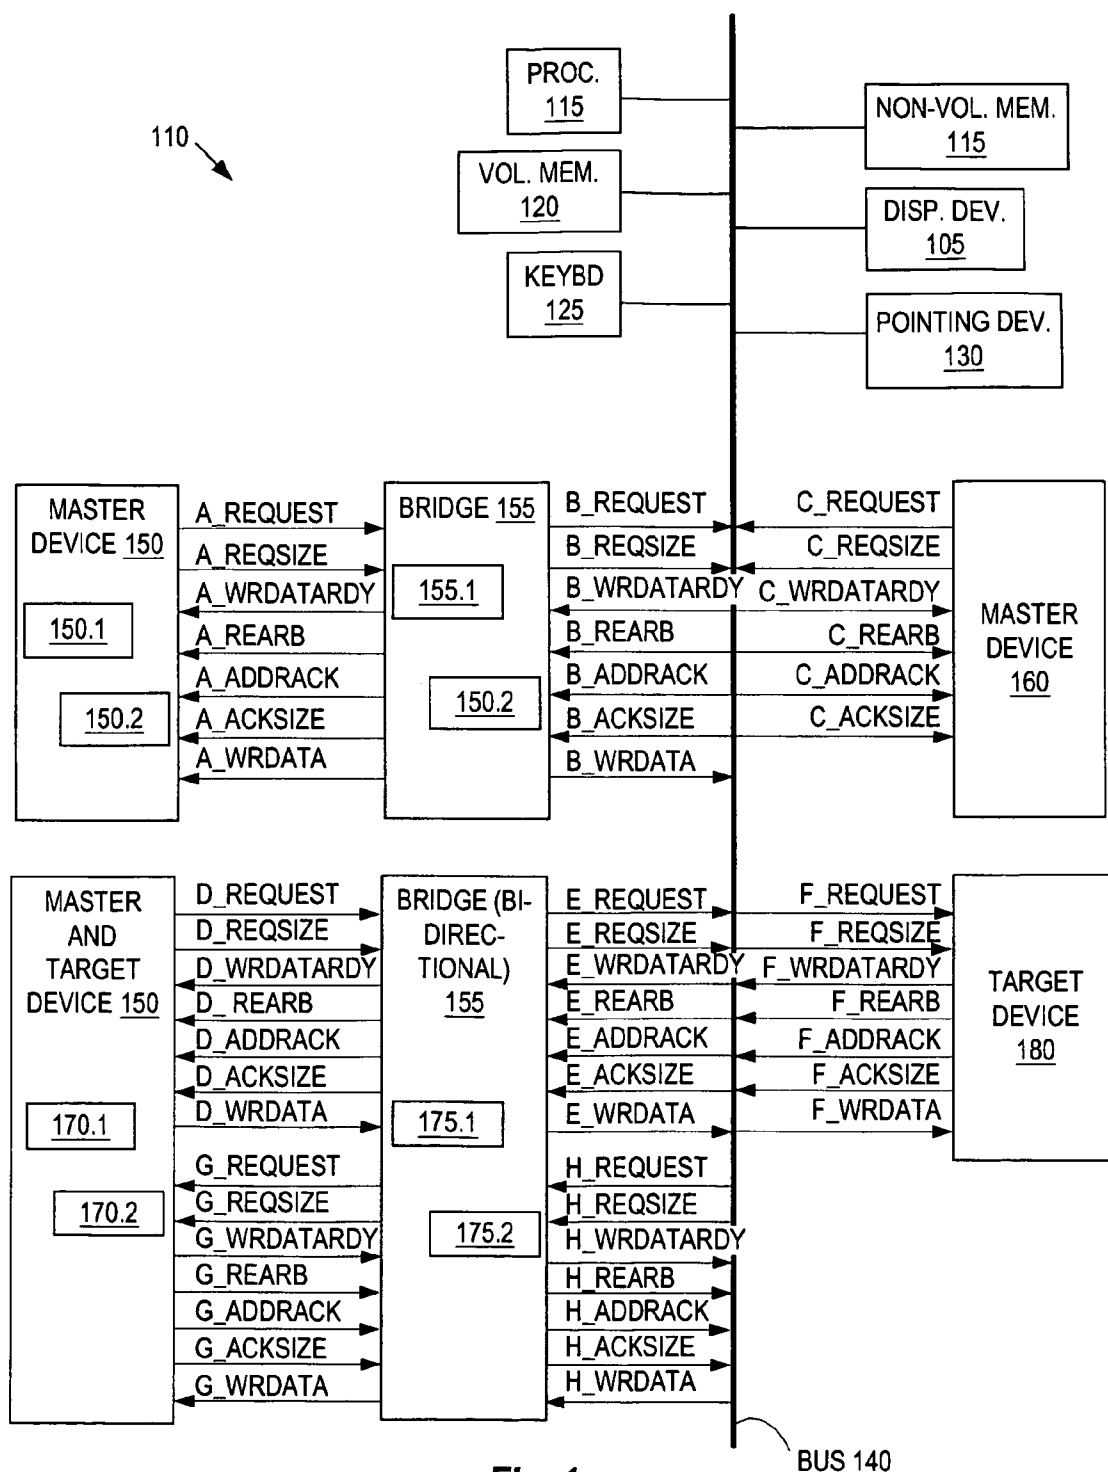 PROC.
115
NON-VOL. MEM.
115
110
VOL. MEM.
120
DISP. DEV.
105
KEYBD
125
POINTING DEV.
130
MASTER
DEVICE 150
150.1
150.2
A_REQUEST
A_REQSIZE
A_WRDATARDY
A_REARB
A_ADDRACK
A_ACKSIZE
A_WRDATA
BRIDGE 155
155.1
150.2
B_REQUEST
B_REQSIZE
B_WRDATARDY
B_REARB
B_ADDRACK
B_ACKSIZE
B_WRDATA
C_REQUEST
C_REQSIZE
C_WRDATARDY
C_REARB
C_ADDRACK
C_ACKSIZE
MASTER
DEVICE
160
MASTER
AND
TARGET
DEVICE 150
170.1
170.2
D_REQUEST
D_REQSIZE
D_WRDATARDY
D_REARB
D_ADDRACK
D_ACKSIZE
D_WRDATA
G_REQUEST
G_REQSIZE
G_WRDATARDY
G_REARB
G_ADDRACK
G_ACKSIZE
G_WRDATA
BRIDGE (BI-
DIREC-
TIONAL)
155
175.1
175.2
E_REQUEST
E_REQSIZE
E_WRDATARDY
E_REARB
E_ADDRACK
E_ACKSIZE
E_WRDATA
H_REQUEST
H_REQSIZE
H_WRDATARDY
H_REARB
H_ADDRACK
H_ACKSIZE
H_WRDATA
F_REQUEST
F_REQSIZE
F_WRDATARDY
F_REARB
F_ADDRACK
F_ACKSIZE
F_WRDATA
TARGET
DEVICE
180
BUS 140